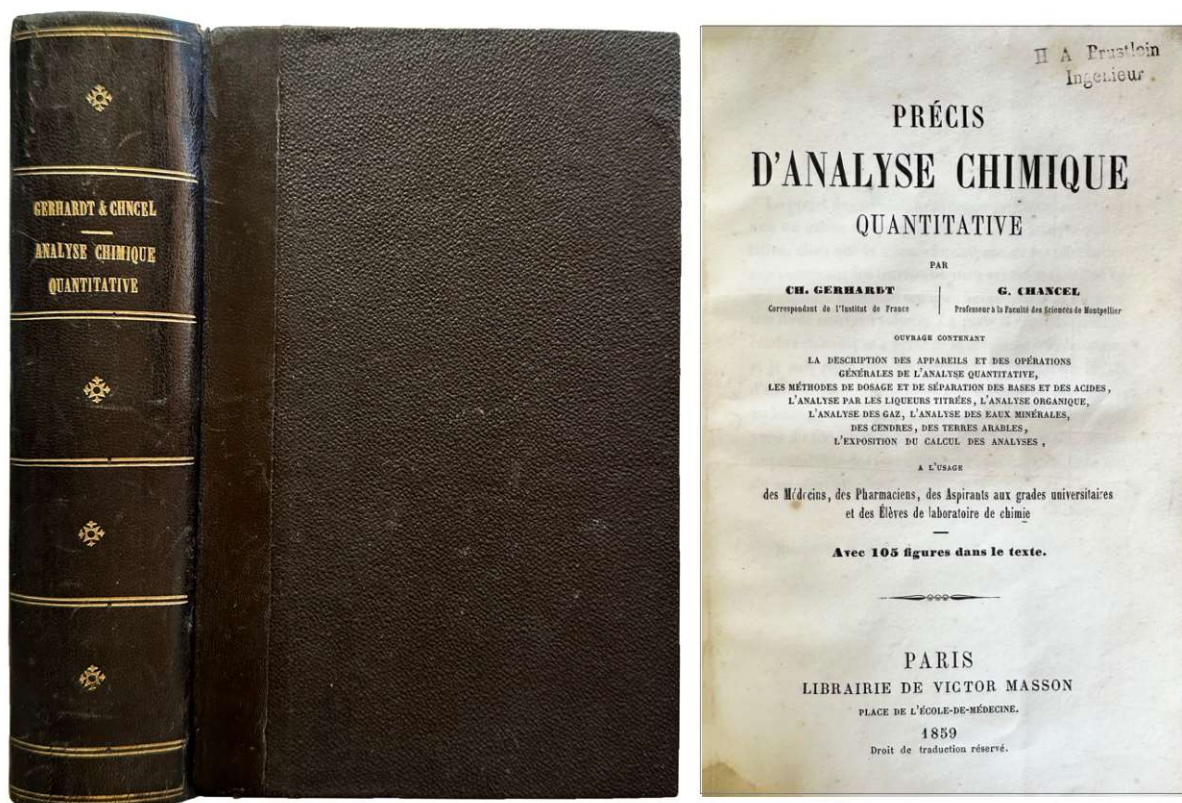 GERHARDT & CHNCEL
ANALYSE CHIMIQUE
QUANTITATIVE
H A Prustloin
Ingenieur
PRÉCIS
D'ANALYSE CHIMIQUE
QUANTITATIVE
PAR
CH. GERHARDT
Correspondant de l'Institut de France
G. CHANCEL
Professeur à la Faculté des Sciences de Montpellier
OUVRAGE CONTENANT
LA DESCRIPTION DES APPAREILS ET DES OPÉRATIONS
GÉNÉRALES DE L'ANALYSE QUANTITATIVE,
LES MÉTHODES DE DOSAGE ET DE SÉPARATION DES BASES ET DES ACIDES,
L'ANALYSE PAR LES LIQUEURS TITRÉES, L'ANALYSE ORGANIQUE,
L'ANALYSE DES GAZ, L'ANALYSE DES EAUX MINÉRALES,
DES CENDRES, DES TERRES ARABLES,
L'EXPOSITION DU CALCUL DES ANALYSES,
A L'USAGE
des Médecins, des Pharmaciens, des Aspirants aux grades universitaires
et des Élèves de laboratoire de chimie
Avec 105 figures dans le texte.
PARIS
LIBRAIRIE DE VICTOR MASSON
PLACE DE L'ÉCOLE-DE-MÉDECINE.
1859
Droit de traduction réservé.